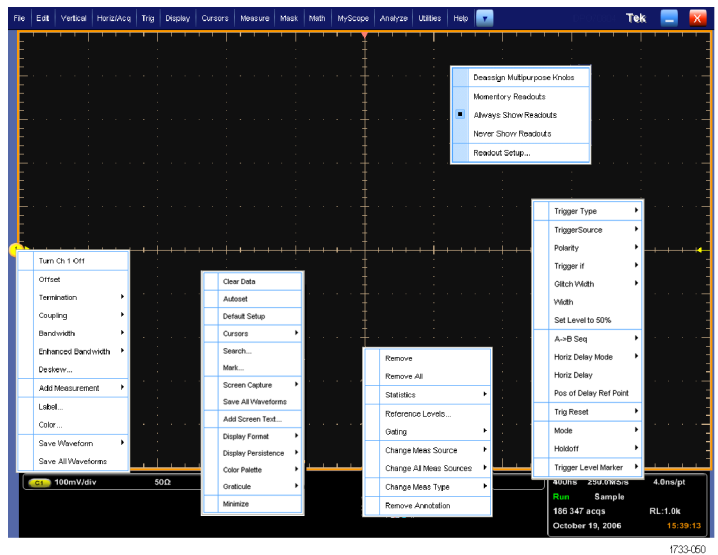 File Edit Vertical Horiz/Acq Trig Display Cursors Measure Mask Math MyScope Analyze Utilities Help Tek X
Deassign Multipurpose Knobs
Momentory Readouts
Always Show Readouts
Never Show Readouts
Readout Setup...
Trigger Type
TriggerSource
Polarity
Trigger if
Glitch Width
Width
Set Level to 50%
A->B Seq
Horiz Delay Mode
Horiz Delay
Pos of Delay Ref Point
Trig Reset
Mode
Holdoff
Trigger Level Marker
1
Turn Ch 1 Off
Offset
Termination
Coupling
Bandwidth
Enhanced Bandwidth
Deskew...
Add Measurement
Label...
Color...
Save Waveform
Save All Waveforms
Clear Data
Autoset
Default Setup
Cursors
Search...
Mark...
Screen Capture
Save All Waveforms
Add Screen Text...
Display Format
Display Persistence
Color Palette
Graticule
Minimize
Remove
Remove All
Statistics
Reference Levels...
Gating
Change Meas Source
Change All Meas Sources
Change Meas Type
Remove Annotation
C1 100mV/div 50Ω
400ns 250.0MS/s 4.0ns/pt
Run Sample
186 347 acqs RL:1.0k
October 19, 2006 15:39:13
1733-050